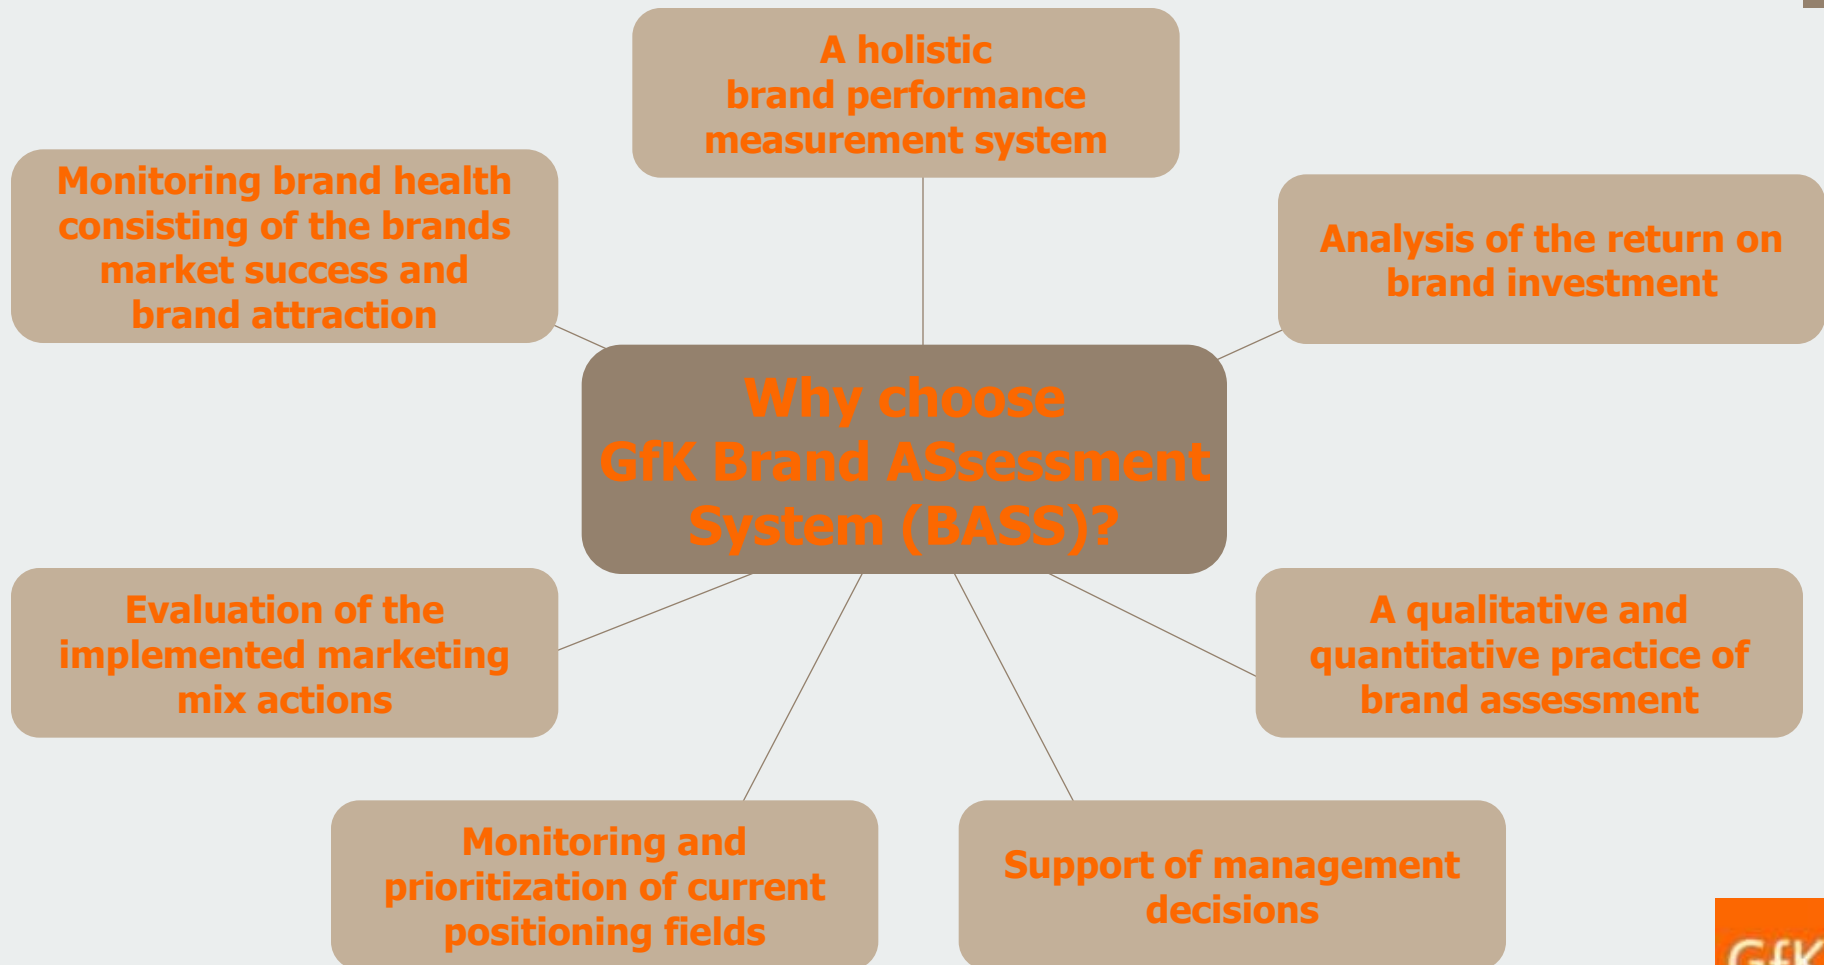 A holistic
brand performance
measurement system
Monitoring brand health
consisting of the brands
market success and
brand attraction
Analysis of the return on
brand investment
Why choose
GfK Brand ASsessment
System (BASS)?
Evaluation of the
implemented marketing
mix actions
A qualitative and
quantitative practice of
brand assessment
Monitoring and
prioritization of current
positioning fields
Support of management
decisions
GfK